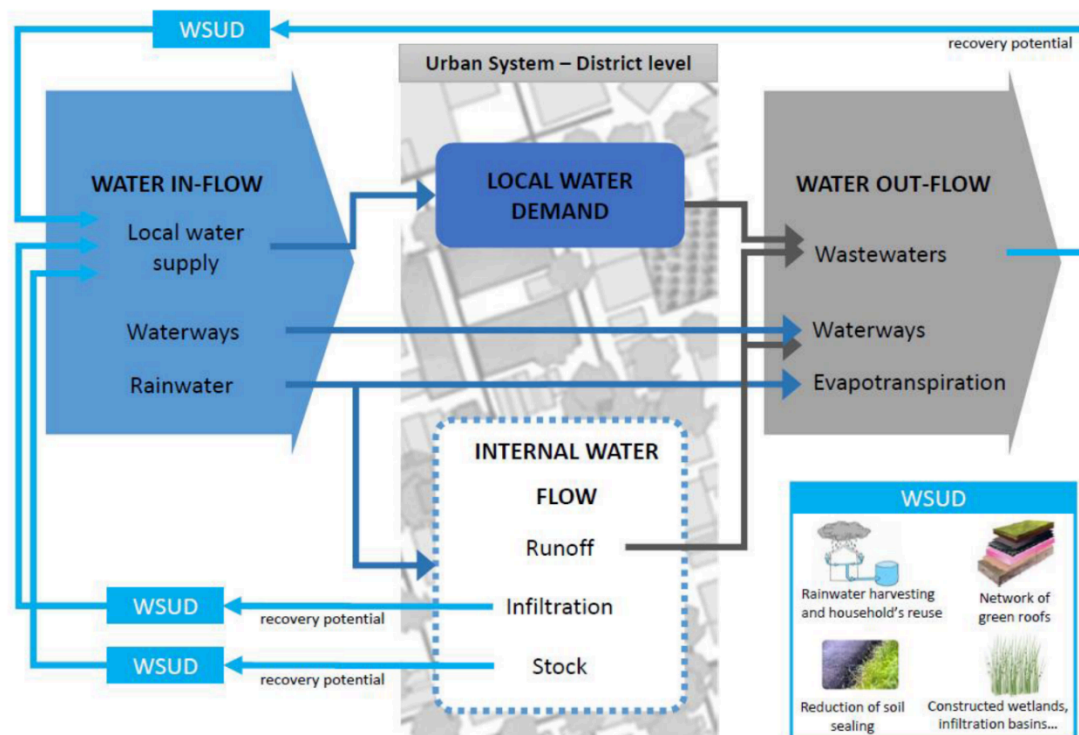 WSUD
recovery potential
Urban System – District level
WATER IN-FLOW
Local water
supply
Waterways
Rainwater
LOCAL WATER
DEMAND
WATER OUT-FLOW
Wastewaters
Waterways
Evapotranspiration
INTERNAL WATER
FLOW
Runoff
Infiltration
Stock
WSUD
recovery potential
WSUD
recovery potential
WSUD
Rainwater harvesting
and household's reuse
Network of
green roofs
Reduction of soil
sealing
Constructed wetlands,
infiltration basins...